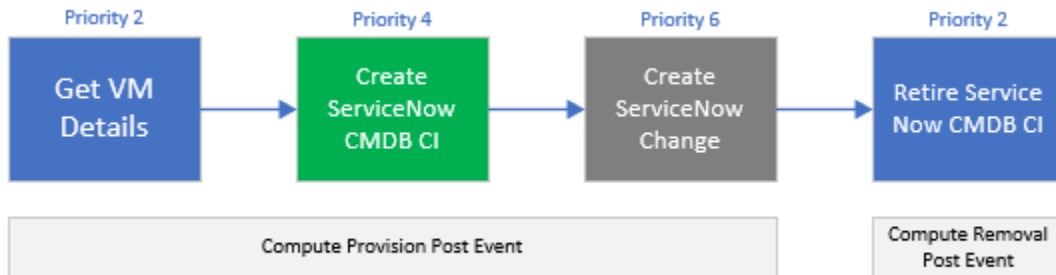 Priority 2
Priority 4
Priority 6
Priority 2
Get VM
Details
Create
ServiceNow
CMDB CI
Create
ServiceNow
Change
Retire Service
Now CMDB CI
Compute Provision Post Event
Compute Removal
Post Event